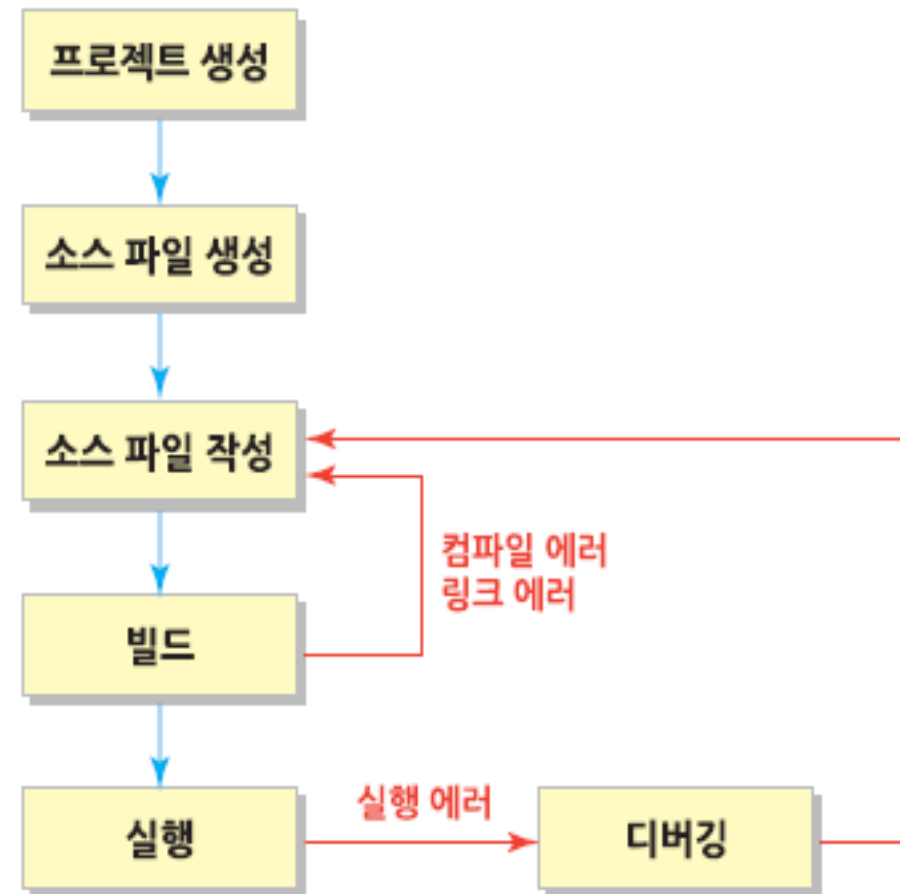 프로젝트 생성
소스 파일 생성
소스 파일 작성
컴파일 에러
링크 에러
빌드
실행 에러
실행
디버깅